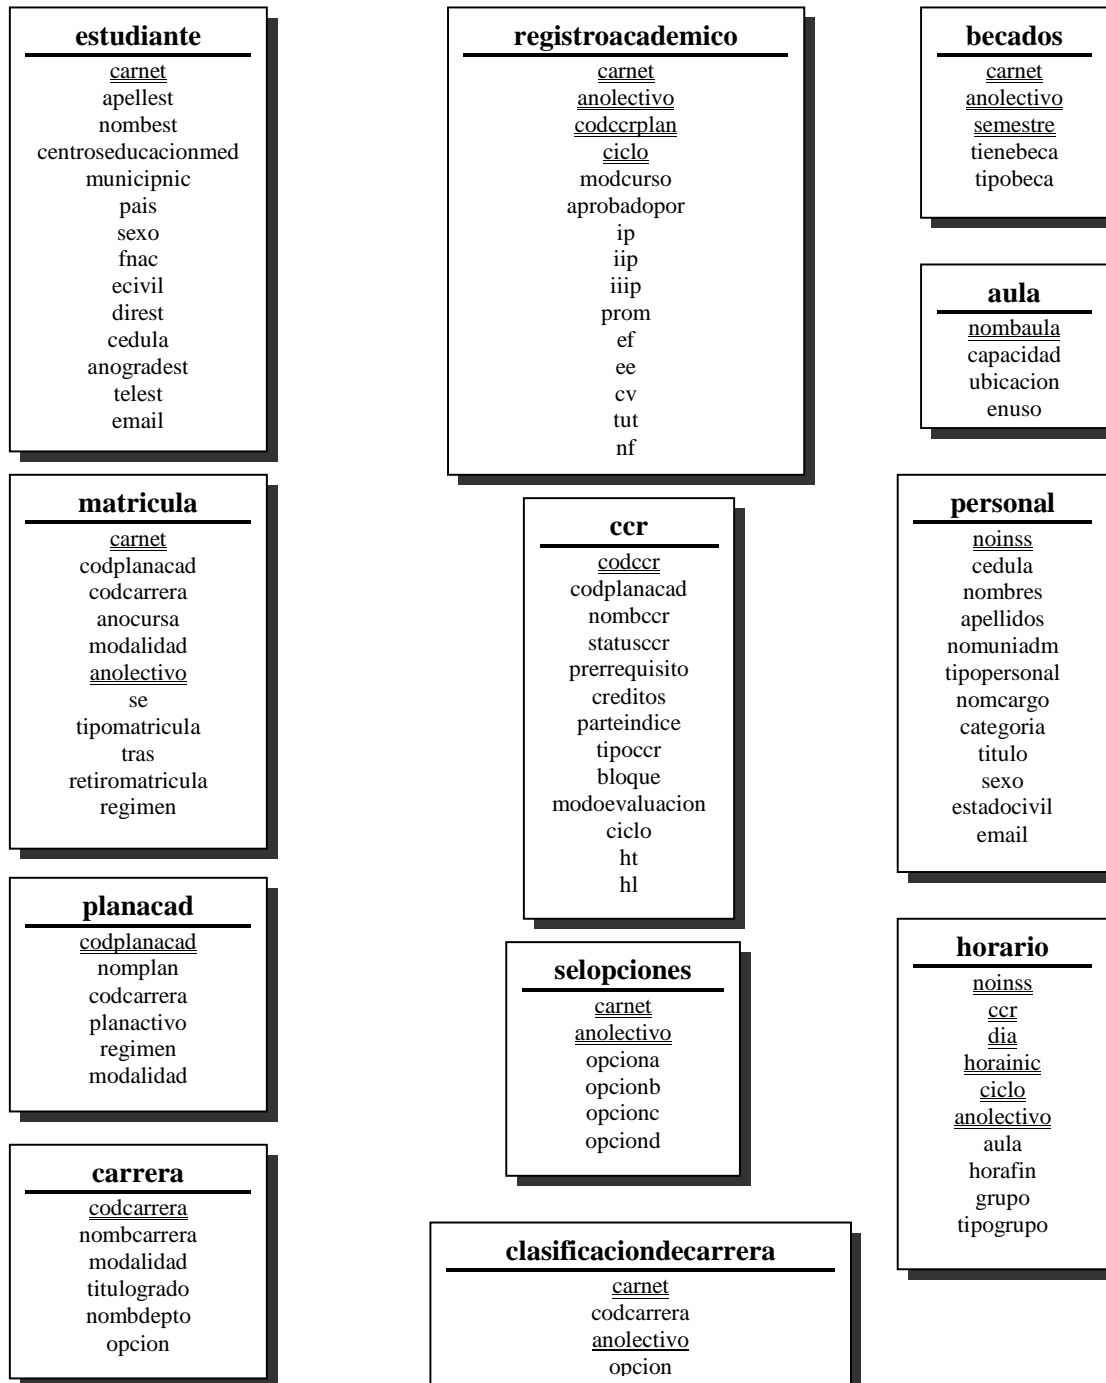 estudiante
carnet
apellest
nombest
centroseducacionmed
municipnic
pais
sexo
fnac
ecivil
direst
cedula
anogradest
telest
email
matricula
carnet
codplanacad
codcarrera
anocursa
modalidad
anolectivo
se
tipomatricula
tras
retiromatricula
regimen
planacad
codplanacad
nomplan
codcarrera
planactivo
regimen
modalidad
carrera
codcarrera
nombcarrera
modalidad
titulogrado
nombdepto
opcion
registroacademico
carnet
anolectivo
codccrplan
ciclo
modcurso
aprobadopor
ip
iip
iiip
prom
ef
ee
cv
tut
nf
ccr
codccr
codplanacad
nombccr
statusccr
prerrequisito
creditos
parteindice
tipoccr
bloque
modoevaluacion
ciclo
ht
hl
selopciones
carnet
anolectivo
opciona
opcionb
opcionc
opciond
clasificaciondecarrera
carnet
codcarrera
anolectivo
opcion
becados
carnet
anolectivo
semestre
tienebeca
tipobeca
aula
nombaula
capacidad
ubicacion
enuso
personal
noinss
cedula
nombres
apellidos
nomuniadm
tipopersonal
nomcargo
categoria
titulo
sexo
estadocivil
email
horario
noinss
ccr
dia
horainic
ciclo
anolectivo
aula
horafin
grupo
tipogrupo